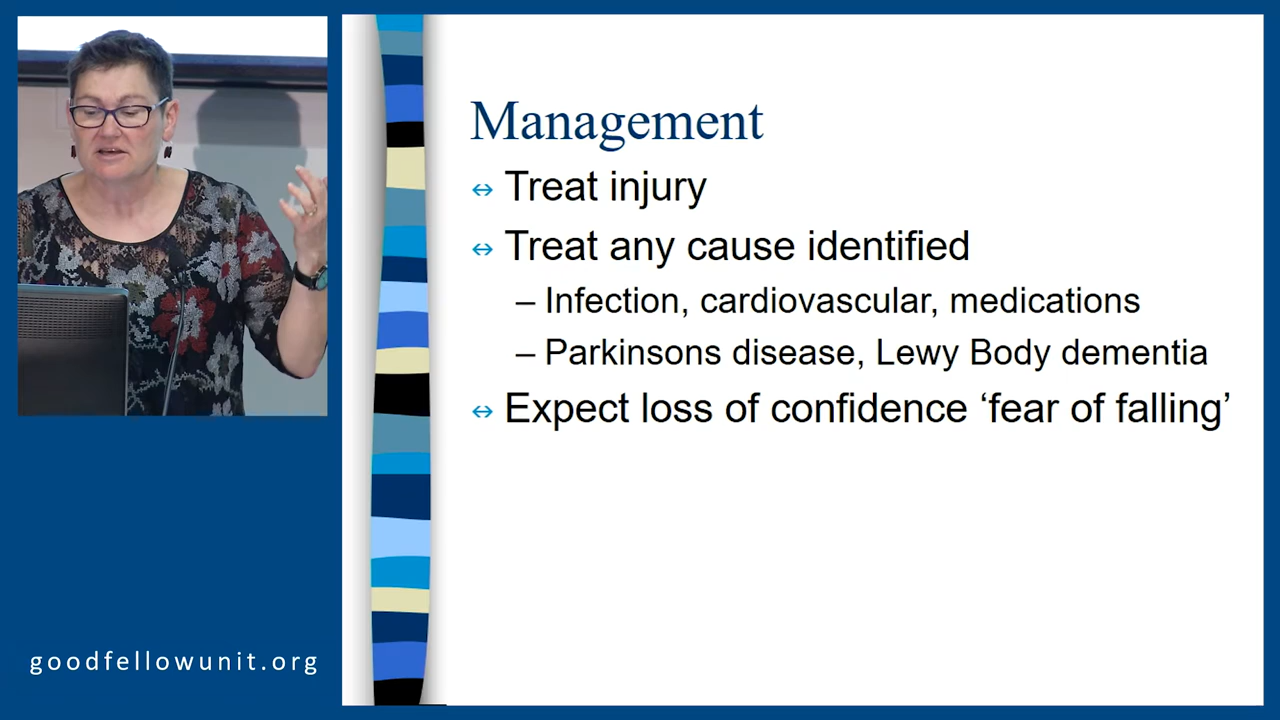 Management
↔ Treat injury
↔ Treat any cause identified
– Infection, cardiovascular, medications
– Parkinsons disease, Lewy Body dementia
↔ Expect loss of confidence ‘fear of falling’
goodfellowunit.org